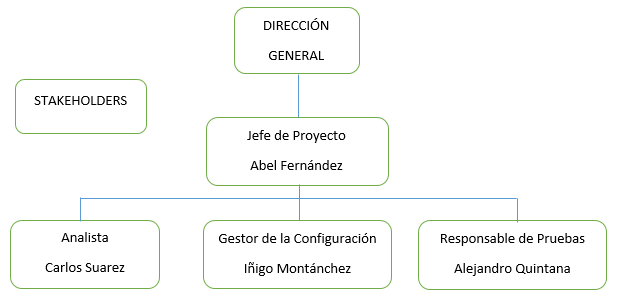 DIRECCIÓN
GENERAL
STAKEHOLDERS
Jefe de Proyecto
Abel Fernández
Analista
Carlos Suarez
Gestor de la Configuración
Iñigo Montánchez
Responsable de Pruebas
Alejandro Quintana